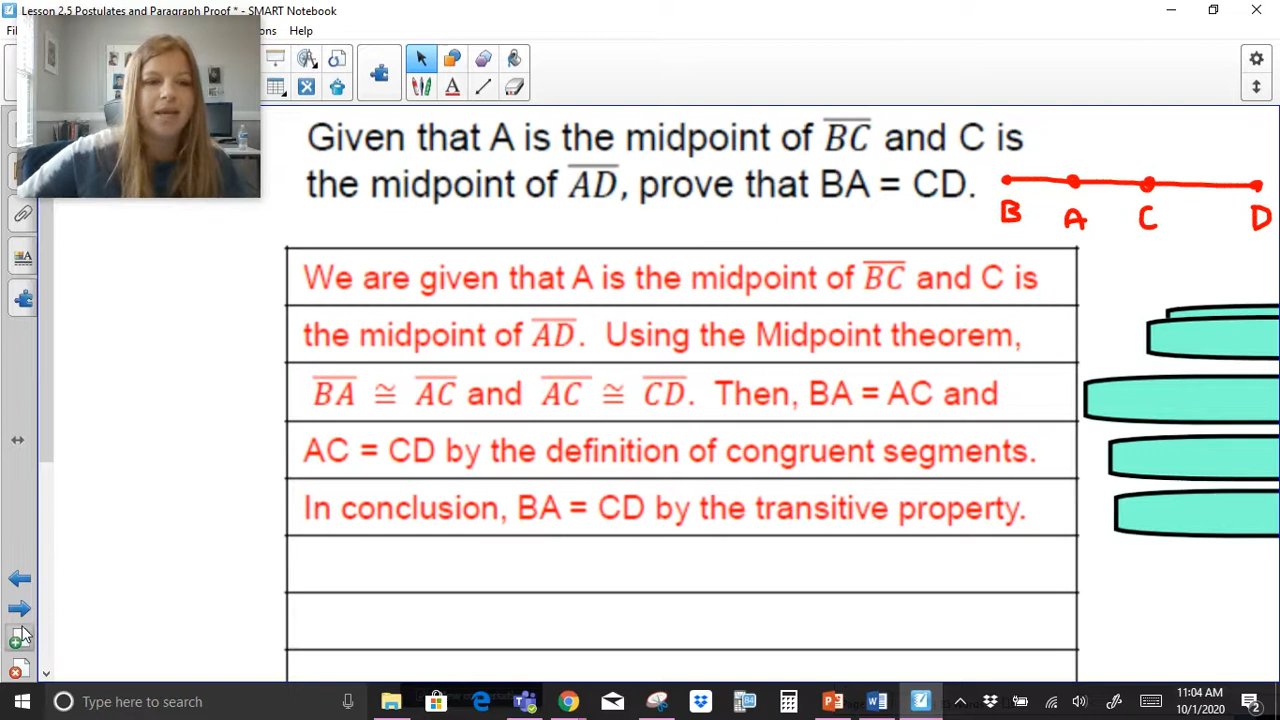 Lesson 2.5 Postulates and Paragraph Proof * - SMART Notebook
Help
Given that A is the midpoint of BC and C is
the midpoint of AD, prove that BA = CD.
B A C D
We are given that A is the midpoint of BC and C is
the midpoint of AD. Using the Midpoint theorem,
BA ≅ AC and AC ≅ CD. Then, BA = AC and
AC = CD by the definition of congruent segments.
In conclusion, BA = CD by the transitive property.
Type here to search
11:04 AM
10/1/2020
2